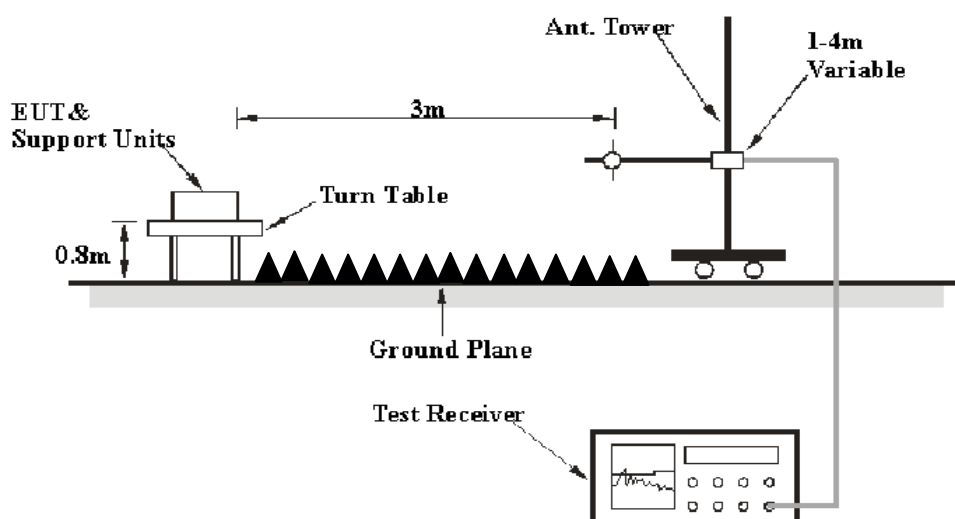 Ant. Tower
1-4m
Variable
EUT&
Support Units
3m
Turn Table
0.8m
Ground Plane
Test Receiver